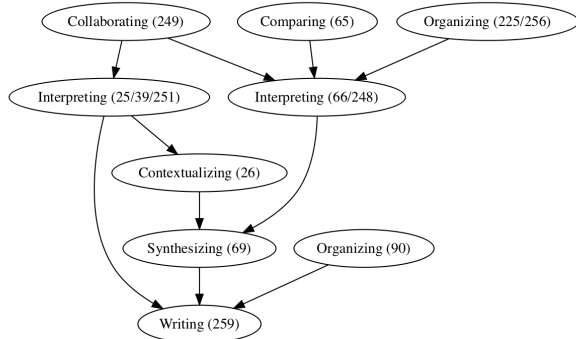 Collaborating (249)
Comparing (65)
Organizing (225/256)
Interpreting (25/39/251)
Interpreting (66/248)
Contextualizing (26)
Synthesizing (69)
Organizing (90)
Writing (259)